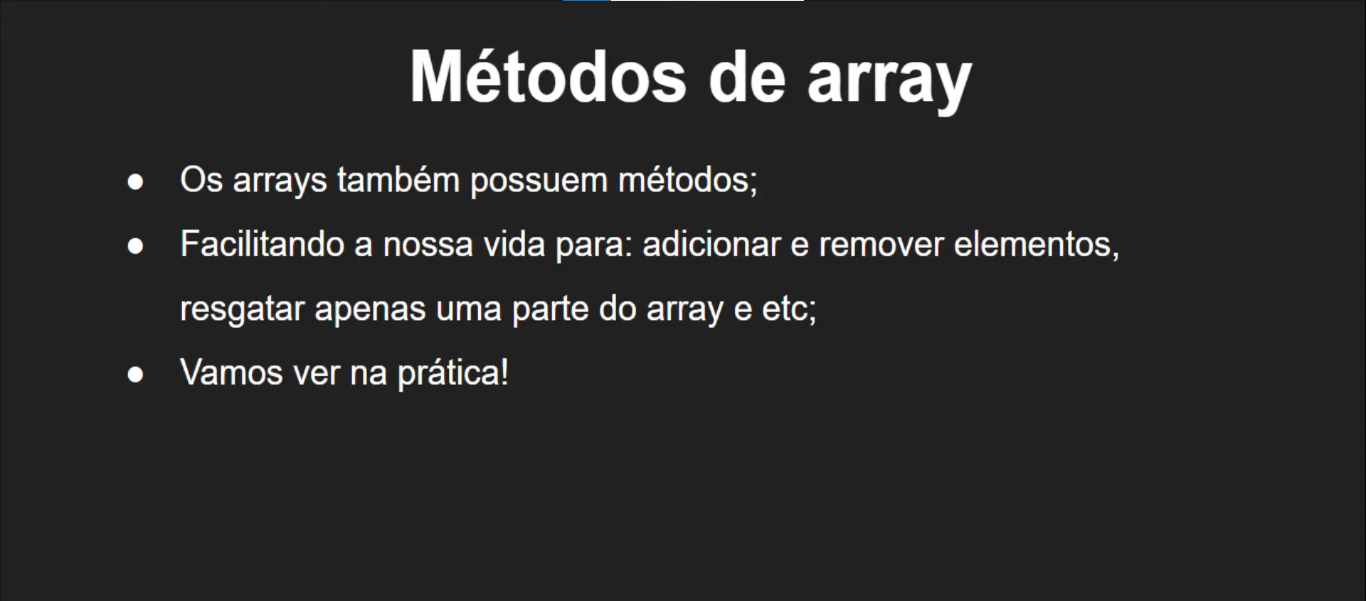 Métodos de array
● Os arrays também possuem métodos;
● Facilitando a nossa vida para: adicionar e remover elementos,
resgatar apenas uma parte do array e etc;
● Vamos ver na prática!